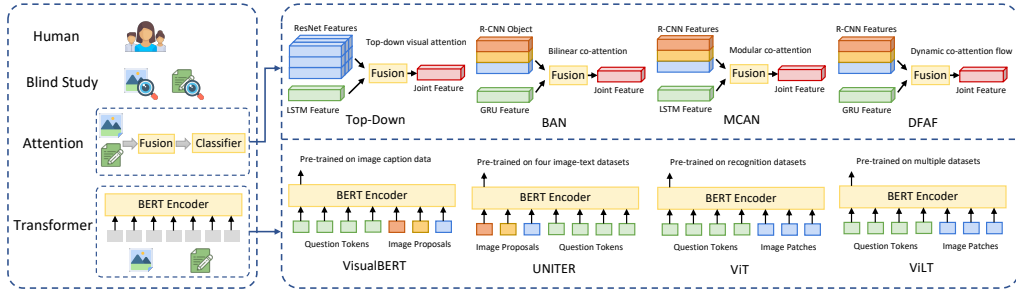 Human
Blind Study
Attention
Fusion
Classifier
BERT Encoder
Transformer
ResNet Features
Top-down visual attention
Fusion
Joint Feature
LSTM Feature
Top-Down
R-CNN Object
Bilinear co-attention
Fusion
Joint Feature
GRU Feature
BAN
R-CNN Features
Modular co-attention
Fusion
Joint Feature
LSTM Feature
MCAN
R-CNN Features
Dynamic co-attention flow
Fusion
Joint Feature
GRU Feature
DFAF
Pre-trained on image caption data
BERT Encoder
Question Tokens
Image Proposals
VisualBERT
Pre-trained on four image-text datasets
BERT Encoder
Image Proposals
Question Tokens
UNITER
Pre-trained on recognition datasets
BERT Encoder
Question Tokens
Image Patches
ViT
Pre-trained on multiple datasets
BERT Encoder
Question Tokens
Image Patches
ViLT